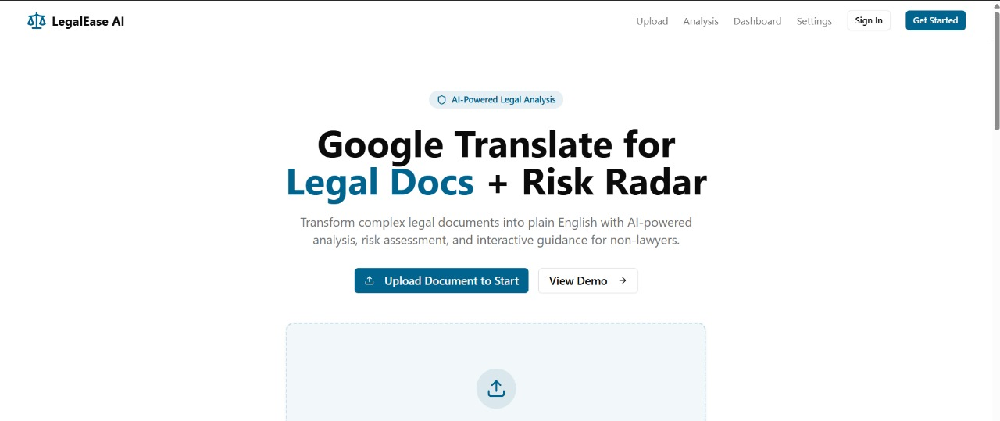 LegalEase AI
Upload Analysis Dashboard Settings Sign In Get Started
AI-Powered Legal Analysis
Google Translate for
Legal Docs + Risk Radar
Transform complex legal documents into plain English with AI-powered
analysis, risk assessment, and interactive guidance for non-lawyers.
Upload Document to Start
View Demo →